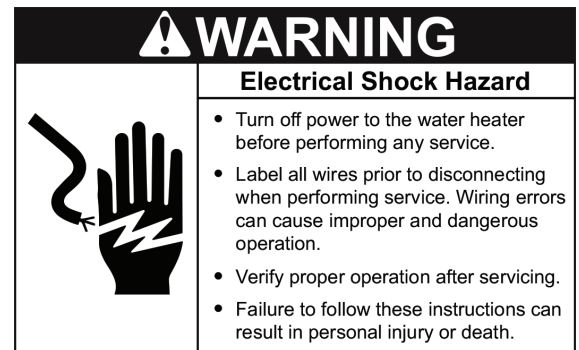 WARNING
Electrical Shock Hazard
• Turn off power to the water heater
before performing any service.
• Label all wires prior to disconnecting
when performing service. Wiring errors
can cause improper and dangerous
operation.
• Verify proper operation after servicing.
• Failure to follow these instructions can
result in personal injury or death.